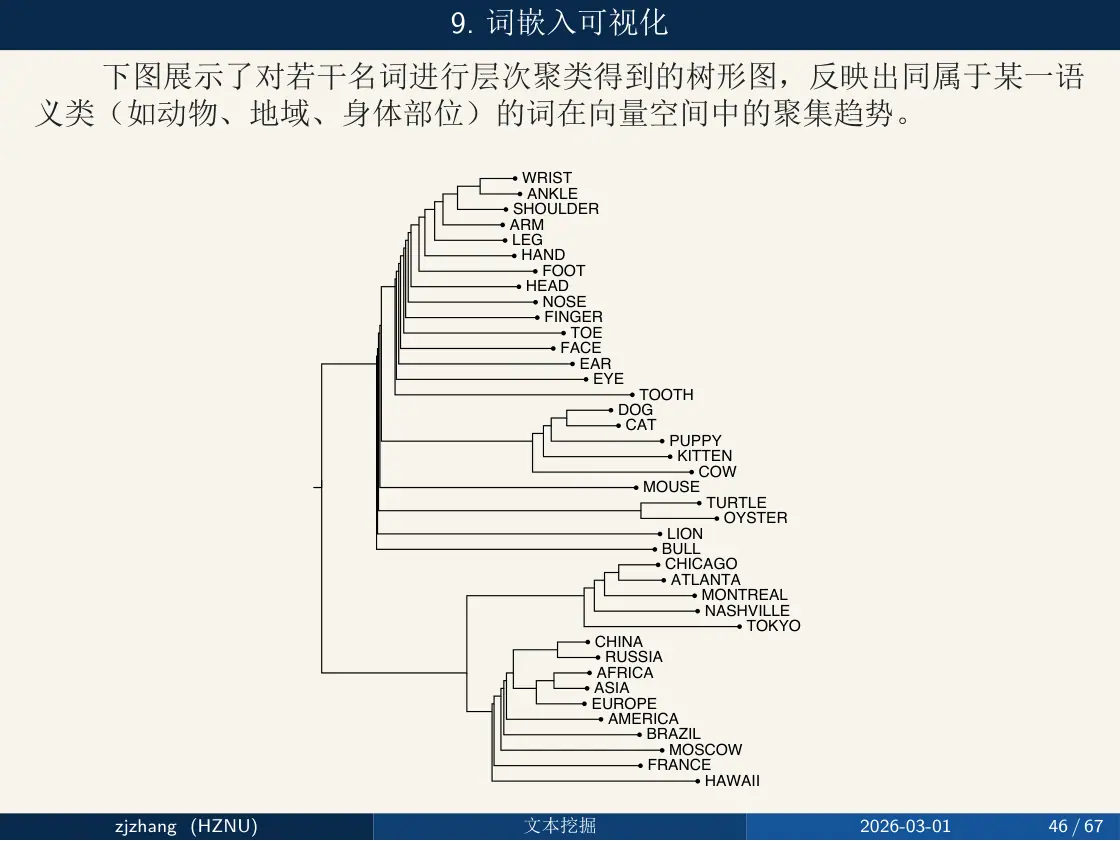 9. 词嵌入可视化
下图展示了对若干名词进行层次聚类得到的树形图，反映出同属于某一语
义类（如动物、地域、身体部位）的词在向量空间中的聚集趋势。
WRIST
ANKLE
SHOULDER
ARM
LEG
HAND
FOOT
HEAD
NOSE
FINGER
TOE
FACE
EAR
EYE
TOOTH
DOG
CAT
PUPPY
KITTEN
COW
MOUSE
TURTLE
OYSTER
LION
BULL
CHICAGO
ATLANTA
MONTREAL
NASHVILLE
TOKYO
CHINA
RUSSIA
AFRICA
ASIA
EUROPE
AMERICA
BRAZIL
MOSCOW
FRANCE
HAWAII
zjzhang (HZNU) 文本挖掘 2026-03-01 46 / 67